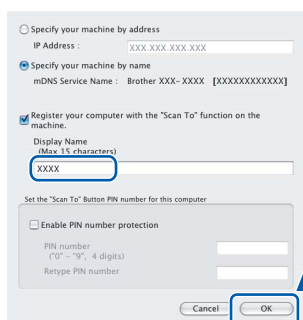 Specify your machine by address
IP Address : XXX.XXX.XXX.XXX
Specify your machine by name
mDNS Service Name : Brother XXX-XXXX [XXXXXXXXXXXX]
Register your computer with the "Scan To" function on the
machine.
Display Name
(Max 15 characters)
XXXX
Set the "Scan To" Button PIN number for this computer
Enable PIN number protection
PIN number
("0" - "9", 4 digits)
Retype PIN number
Cancel OK